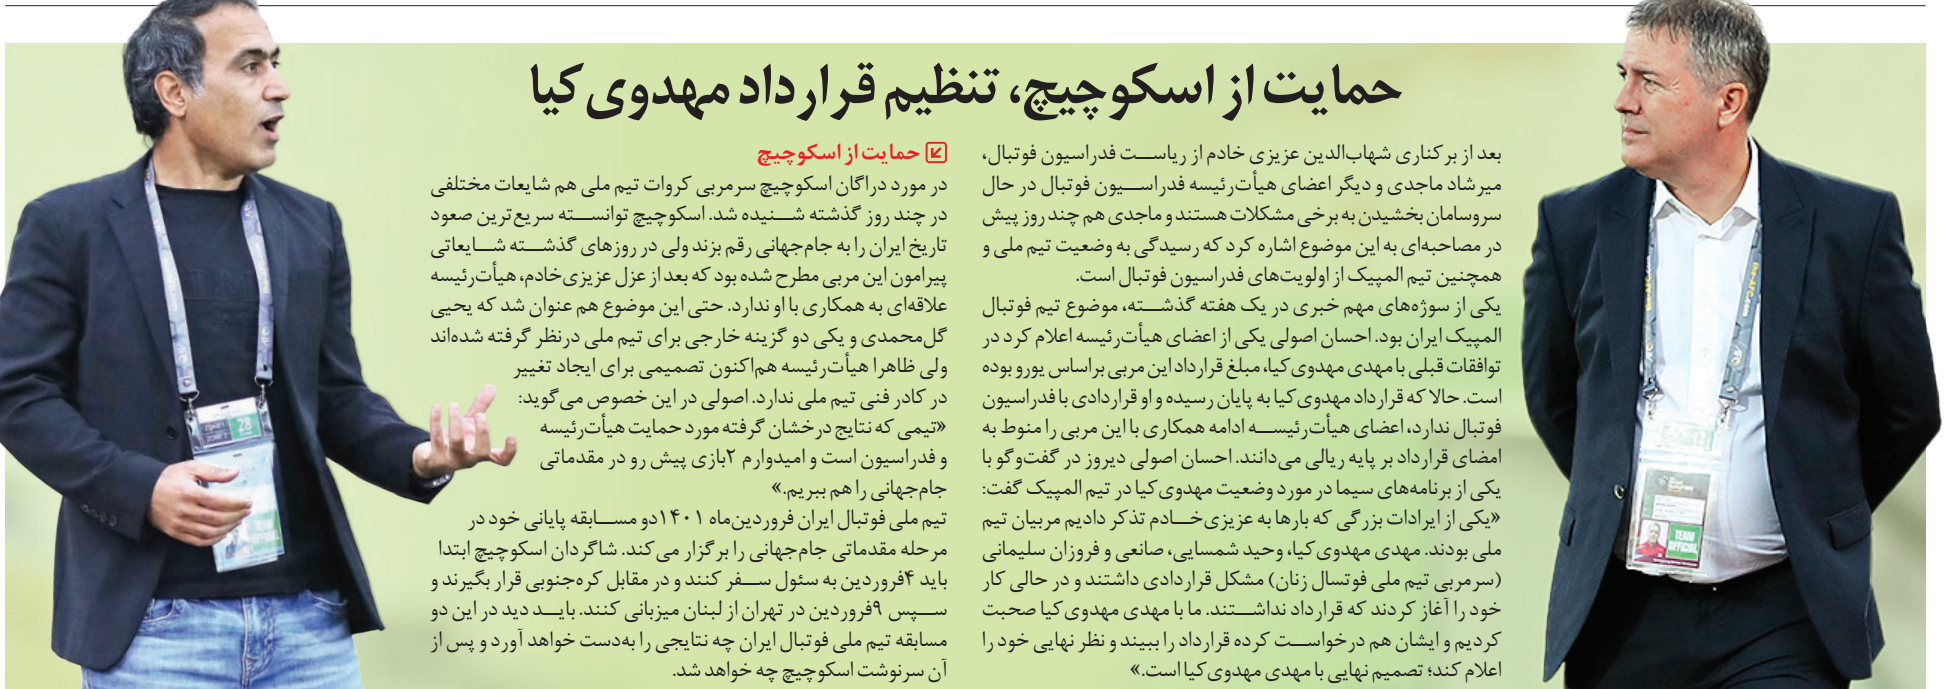 حمایت از اسکوچیچ، تنظیم قرارداد مهدوی کیا
بعد از برکناری شهاب‌الدین عزیزی خادم از ریاست فدراسیون فوتبال،
میرشاد ماجدی و دیگر اعضای هیأت‌رئیسه فدراسیون فوتبال در حال
سروسامان بخشیدن به برخی مشکلات هستند و ماجدی هم چند روز پیش
در مصاحبه‌ای به این موضوع اشاره کرد که رسیدگی به وضعیت تیم ملی و
همچنین تیم المپیک از اولویت‌های فدراسیون فوتبال است.
یکی از سوژه‌های مهم خبری در یک هفته گذشته، موضوع تیم فوتبال
المپیک ایران بود. احسان اصولی یکی از اعضای هیأت‌رئیسه اعلام کرد در
توافقات قبلی با مهدی مهدوی کیا، مبلغ قرارداد این مربی براساس یورو بوده
است. حالا که قرارداد مهدوی‌کیا به پایان رسیده و او قراردادی با فدراسیون
فوتبال ندارد، اعضای هیأت‌رئیسه ادامه همکاری با این مربی را منوط به
امضای قرارداد بر پایه ریالی می‌دانند. احسان اصولی دیروز در گفت‌وگو با
یکی از برنامه‌های سیما در مورد وضعیت مهدوی‌کیا در تیم المپیک گفت:
«یکی از ایرادات بزرگی که بارها به عزیزی‌خادم تذکر دادیم مربیان تیم
ملی بودند. مهدی مهدوی کیا، وحید شمسایی، صانعی و فروزان سلیمانی
(سرمربی تیم ملی فوتسال زنان) مشکل قراردادی داشتند و در حالی کار
خود را آغاز کردند که قرارداد نداشتند. ما با مهدی مهدوی‌کیا صحبت
کردیم و ایشان هم درخواست کرده قرارداد را ببیند و نظر نهایی خود را
اعلام کند؛ تصمیم نهایی با مهدی مهدوی‌کیا است.»
حمایت از اسکوچیچ
در مورد دراگان اسکوچیچ سرمربی کروات تیم ملی هم شایعات مختلفی
در چند روز گذشته شنیده شد. اسکوچیچ توانسته سریع‌ترین صعود
تاریخ ایران را به جام‌جهانی رقم بزند ولی در روزهای گذشته شایعاتی
پیرامون این مربی مطرح شده بود که بعد از عزل عزیزی‌خادم، هیأت‌رئیسه
علاقه‌ای به همکاری با او ندارد. حتی این موضوع هم عنوان شد که یحیی
گل‌محمدی و یکی دو گزینه خارجی برای تیم ملی درنظر گرفته شده‌اند
ولی ظاهرا هیأت‌رئیسه هم‌اکنون تصمیمی برای ایجاد تغییر
در کادر فنی تیم ملی ندارد. اصولی در این خصوص می‌گوید:
«تیمی که نتایج درخشان گرفته مورد حمایت هیأت‌رئیسه
و فدراسیون است و امیدوارم ۲بازی پیش رو در مقدماتی
جام‌جهانی را هم ببریم.»
تیم ملی فوتبال ایران فروردین‌ماه ۱۴۰۱دو مسابقه پایانی خود در
مرحله مقدماتی جام‌جهانی را برگزار می‌کند. شاگردان اسکوچیچ ابتدا
باید ۴فروردین به سئول سفر کنند و در مقابل کره‌جنوبی قرار بگیرند و
سپس ۹فروردین در تهران از لبنان میزبانی کنند. باید دید در این دو
مسابقه تیم ملی فوتبال ایران چه نتایجی را به‌دست خواهد آورد و پس از
آن سرنوشت اسکوچیچ چه خواهد شد.
TEAM
OFFICIAL
28
TEAM
OFFICIAL